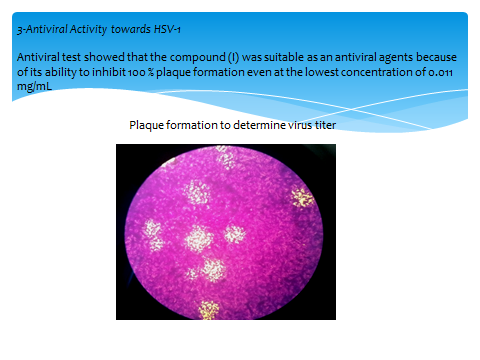 3-Antiviral Activity towards HSV-1
Antiviral test showed that the compound (I) was suitable as an antiviral agents because
of its ability to inhibit 100 % plaque formation even at the lowest concentration of 0.011
mg/mL
Plaque formation to determine virus titer